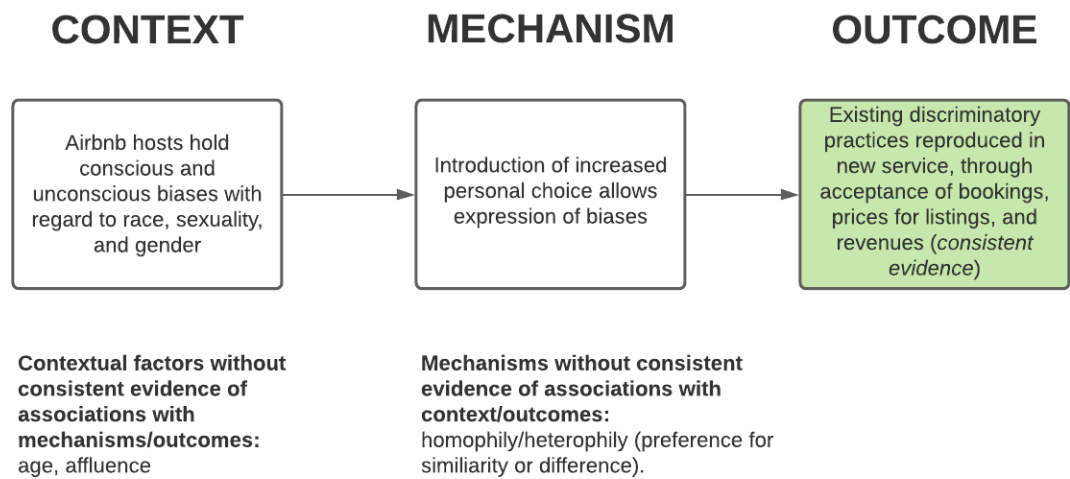 CONTEXT
MECHANISM
OUTCOME
Airbnb hosts hold
conscious and
unconscious biases with
regard to race, sexuality,
and gender
Introduction of increased
personal choice allows
expression of biases
Existing discriminatory
practices reproduced in
new service, through
acceptance of bookings,
prices for listings, and
revenues (consistent
evidence)
Contextual factors without
consistent evidence of
associations with
mechanisms/outcomes:
age, affluence
Mechanisms without consistent
evidence of associations with
context/outcomes:
homophily/heterophily (preference for
similiarity or difference).